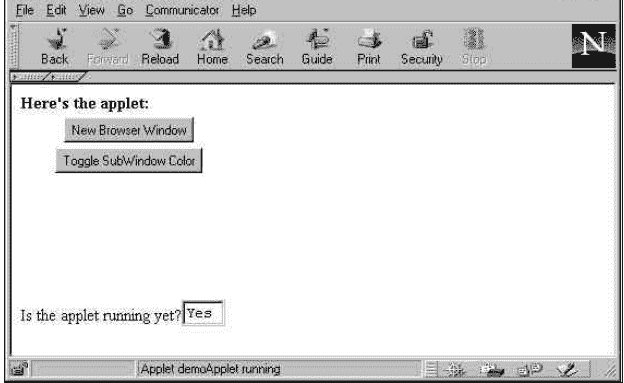 File Edit View Go Communicator Help
Back Forward Reload Home Search Guide Print Security Stop
N
Here's the applet:
New Browser Window
Toggle SubWindow Color
Is the applet running yet? Yes
Applet demoApplet running